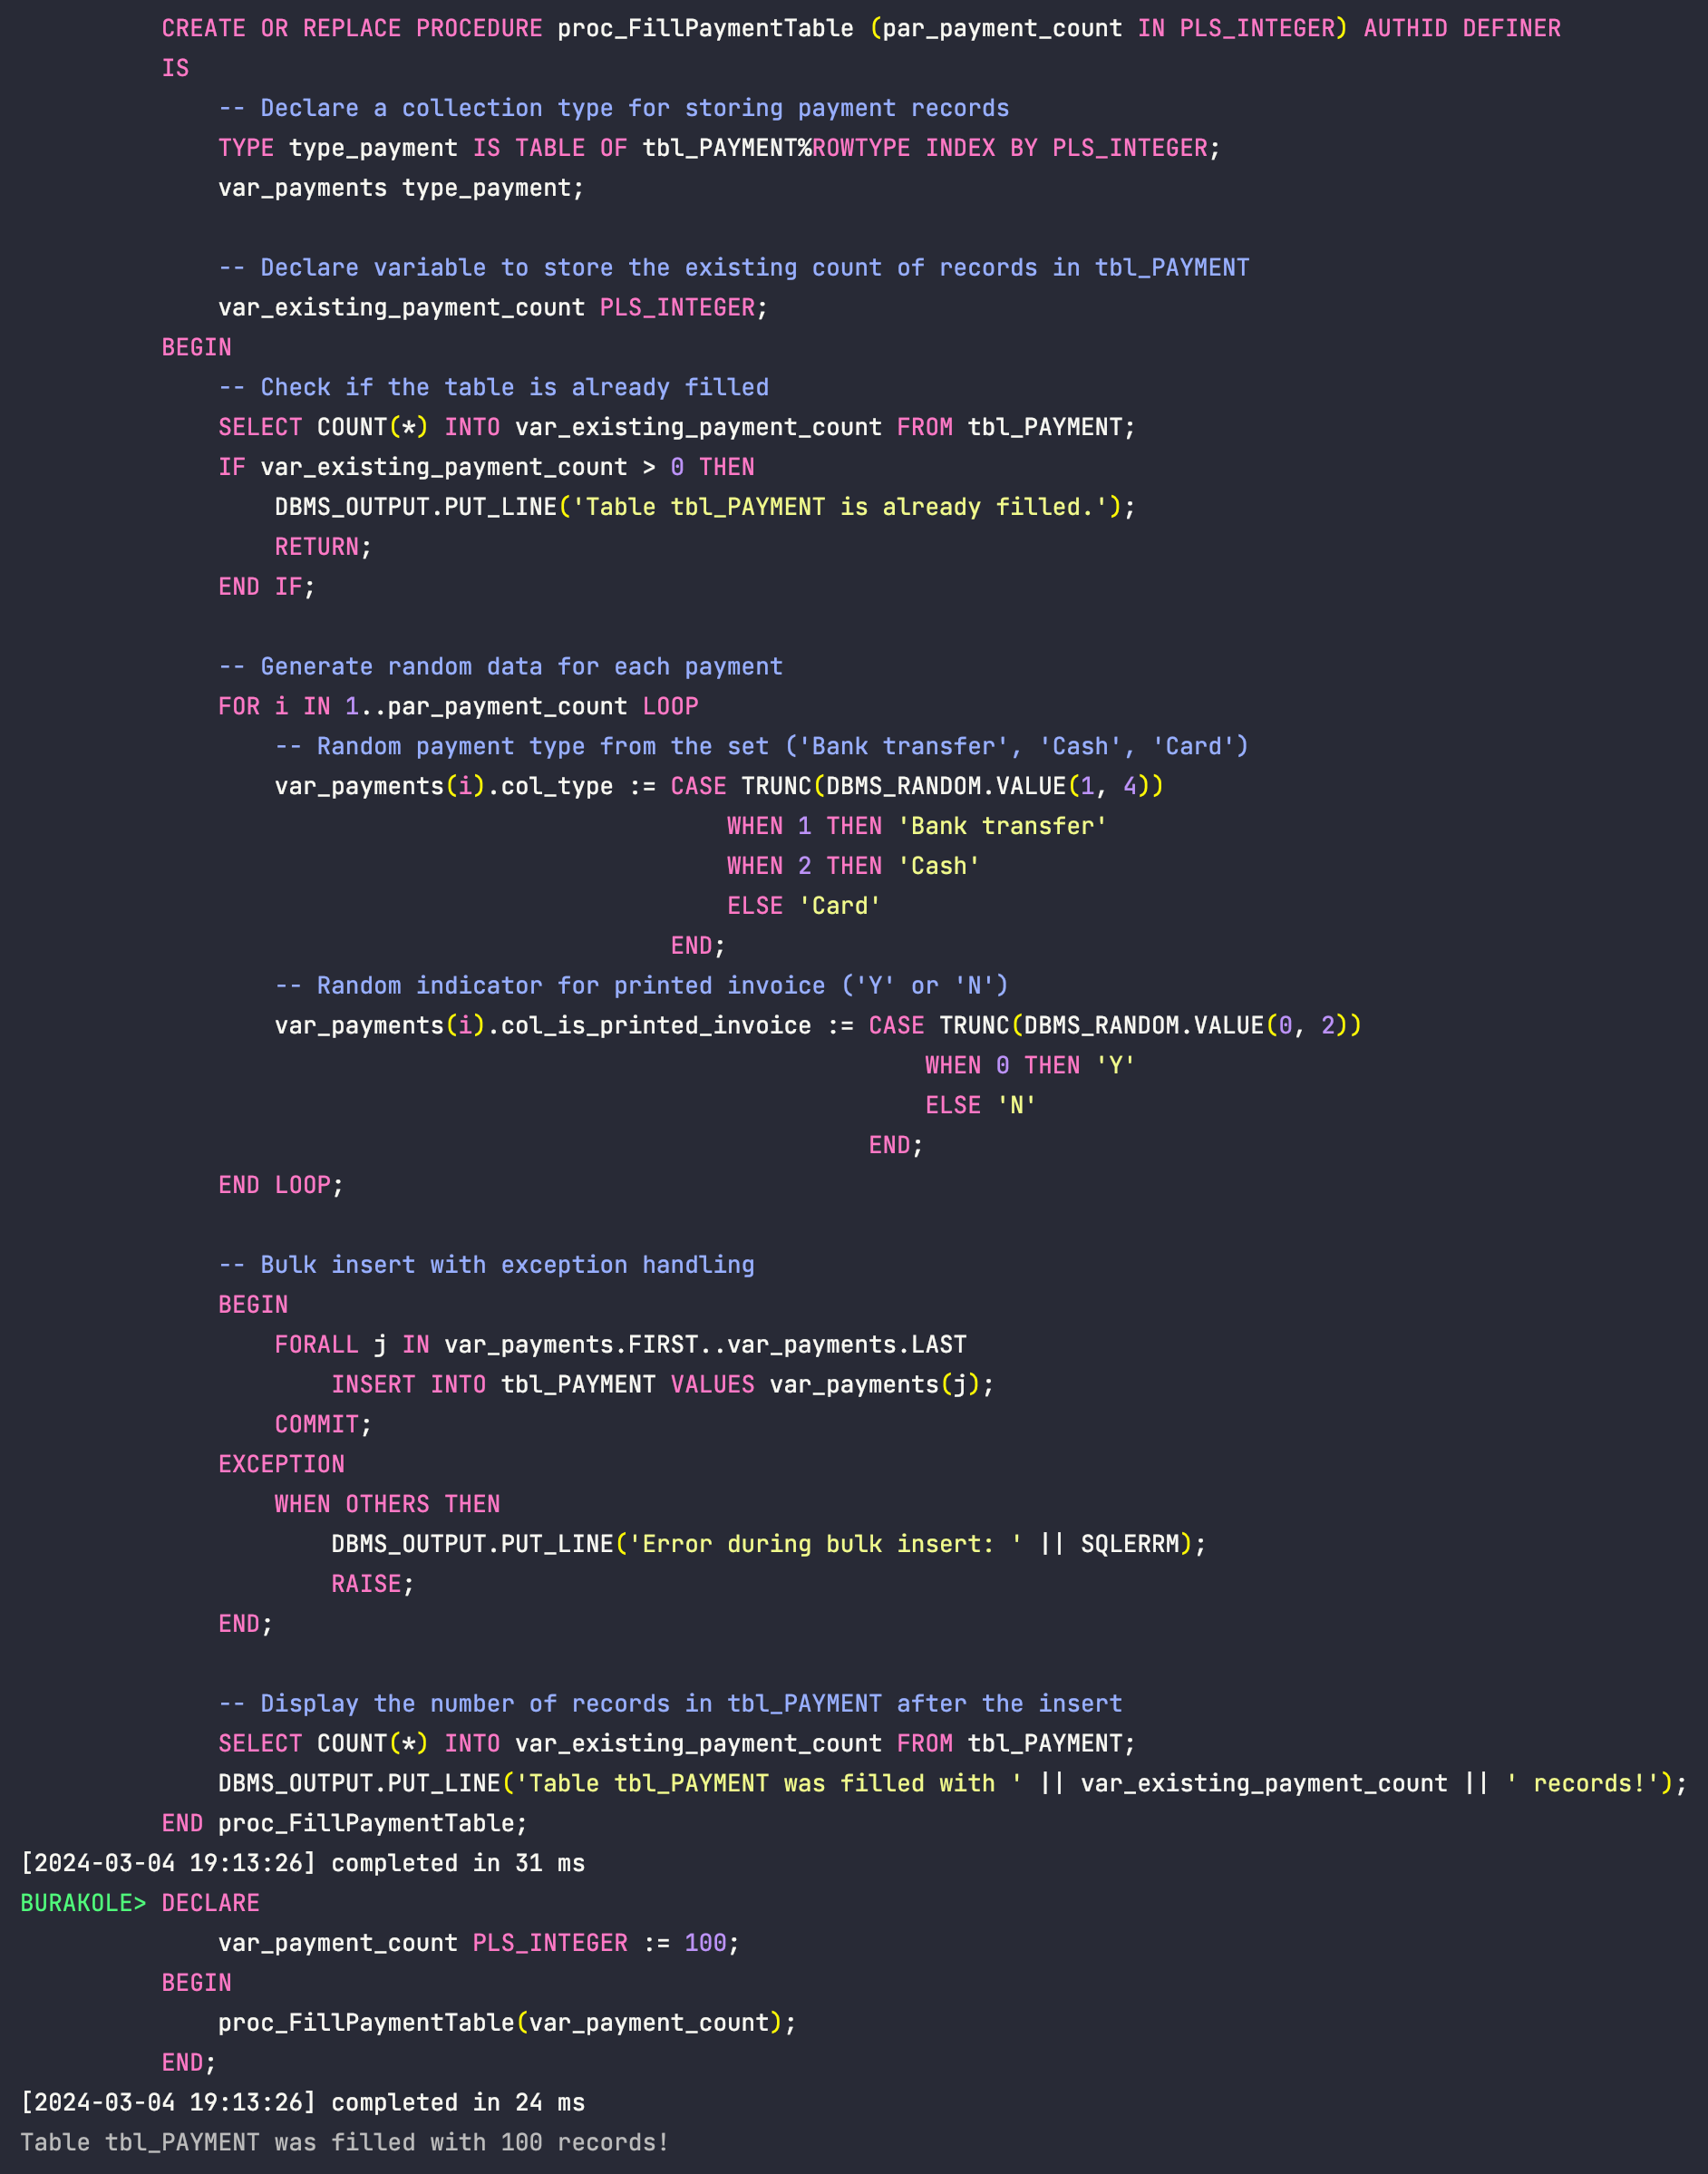 CREATE OR REPLACE PROCEDURE proc_FillPaymentTable (par_payment_count IN PLS_INTEGER) AUTHID DEFINER
IS
-- Declare a collection type for storing payment records
TYPE type_payment IS TABLE OF tbl_PAYMENT%ROWTYPE INDEX BY PLS_INTEGER;
var_payments type_payment;
-- Declare variable to store the existing count of records in tbl_PAYMENT
var_existing_payment_count PLS_INTEGER;
BEGIN
-- Check if the table is already filled
SELECT COUNT(*) INTO var_existing_payment_count FROM tbl_PAYMENT;
IF var_existing_payment_count > 0 THEN
DBMS_OUTPUT.PUT_LINE('Table tbl_PAYMENT is already filled.');
RETURN;
END IF;
-- Generate random data for each payment
FOR i IN 1..par_payment_count LOOP
-- Random payment type from the set ('Bank transfer', 'Cash', 'Card')
var_payments(i).col_type := CASE TRUNC(DBMS_RANDOM.VALUE(1, 4))
WHEN 1 THEN 'Bank transfer'
WHEN 2 THEN 'Cash'
ELSE 'Card'
END;
-- Random indicator for printed invoice ('Y' or 'N')
var_payments(i).col_is_printed_invoice := CASE TRUNC(DBMS_RANDOM.VALUE(0, 2))
WHEN 0 THEN 'Y'
ELSE 'N'
END;
END LOOP;
-- Bulk insert with exception handling
BEGIN
FORALL j IN var_payments.FIRST..var_payments.LAST
INSERT INTO tbl_PAYMENT VALUES var_payments(j);
COMMIT;
EXCEPTION
WHEN OTHERS THEN
DBMS_OUTPUT.PUT_LINE('Error during bulk insert: ' || SQLERRM);
RAISE;
END;
-- Display the number of records in tbl_PAYMENT after the insert
SELECT COUNT(*) INTO var_existing_payment_count FROM tbl_PAYMENT;
DBMS_OUTPUT.PUT_LINE('Table tbl_PAYMENT was filled with ' || var_existing_payment_count || ' records!');
END proc_FillPaymentTable;
[2024-03-04 19:13:26] completed in 31 ms
BURAKOLE> DECLARE
var_payment_count PLS_INTEGER := 100;
BEGIN
proc_FillPaymentTable(var_payment_count);
END;
[2024-03-04 19:13:26] completed in 24 ms
Table tbl_PAYMENT was filled with 100 records!